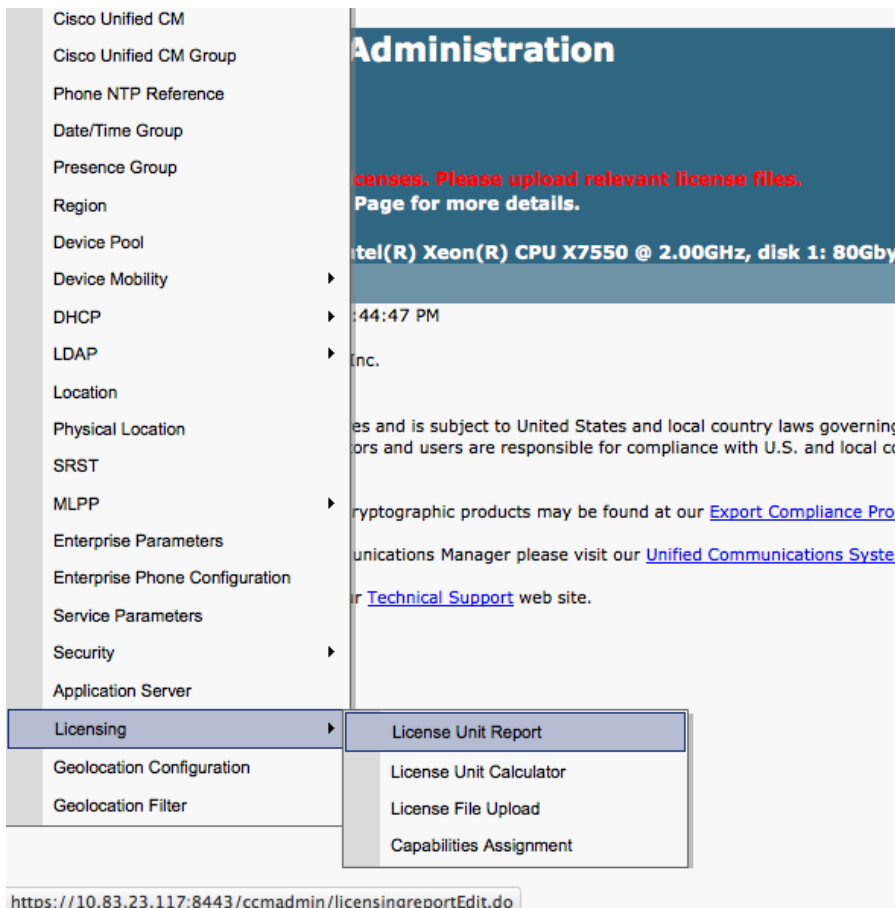 Cisco Unified CM
Cisco Unified CM Group
Phone NTP Reference
Date/Time Group
Presence Group
Region
Device Pool
Device Mobility
DHCP
LDAP
Location
Physical Location
SRST
MLPP
Enterprise Parameters
Enterprise Phone Configuration
Service Parameters
Security
Application Server
Licensing
Geolocation Configuration
Geolocation Filter
License Unit Report
License Unit Calculator
License File Upload
Capabilities Assignment
Administration
censes. Please upload relevant license files.
Page for more details.
tel(R) Xeon(R) CPU X7550 @ 2.00GHz, disk 1: 80Gby
:44:47 PM
Inc.
es and is subject to United States and local country laws governing
tors and users are responsible for compliance with U.S. and local co
ryptographic products may be found at our Export Compliance Pro
unications Manager please visit our Unified Communications Syste
r Technical Support web site.
https://10.83.23.117:8443/ccmadmin/licensingreportEdit.do